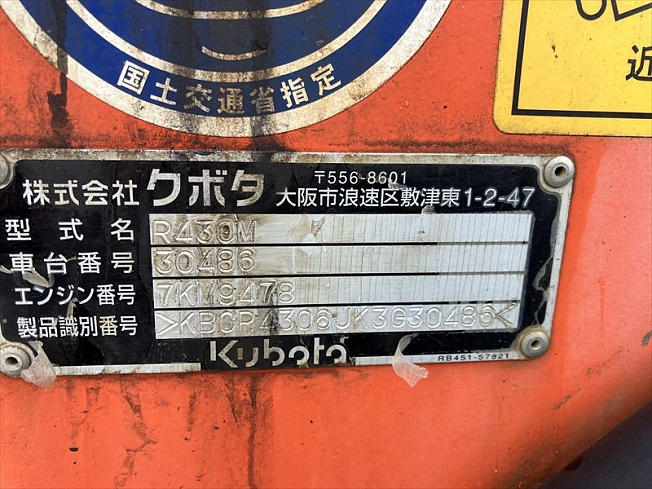 国土交通省指定
近
〒556-8601
株式会社クボタ 大阪市浪速区敷津東1-2-47
型式名 R430M
車台番号 30486
エンジン番号 7KM9478
製品識別番号 >KBCR4306JK3G30486<
Kubota
RB451-57821